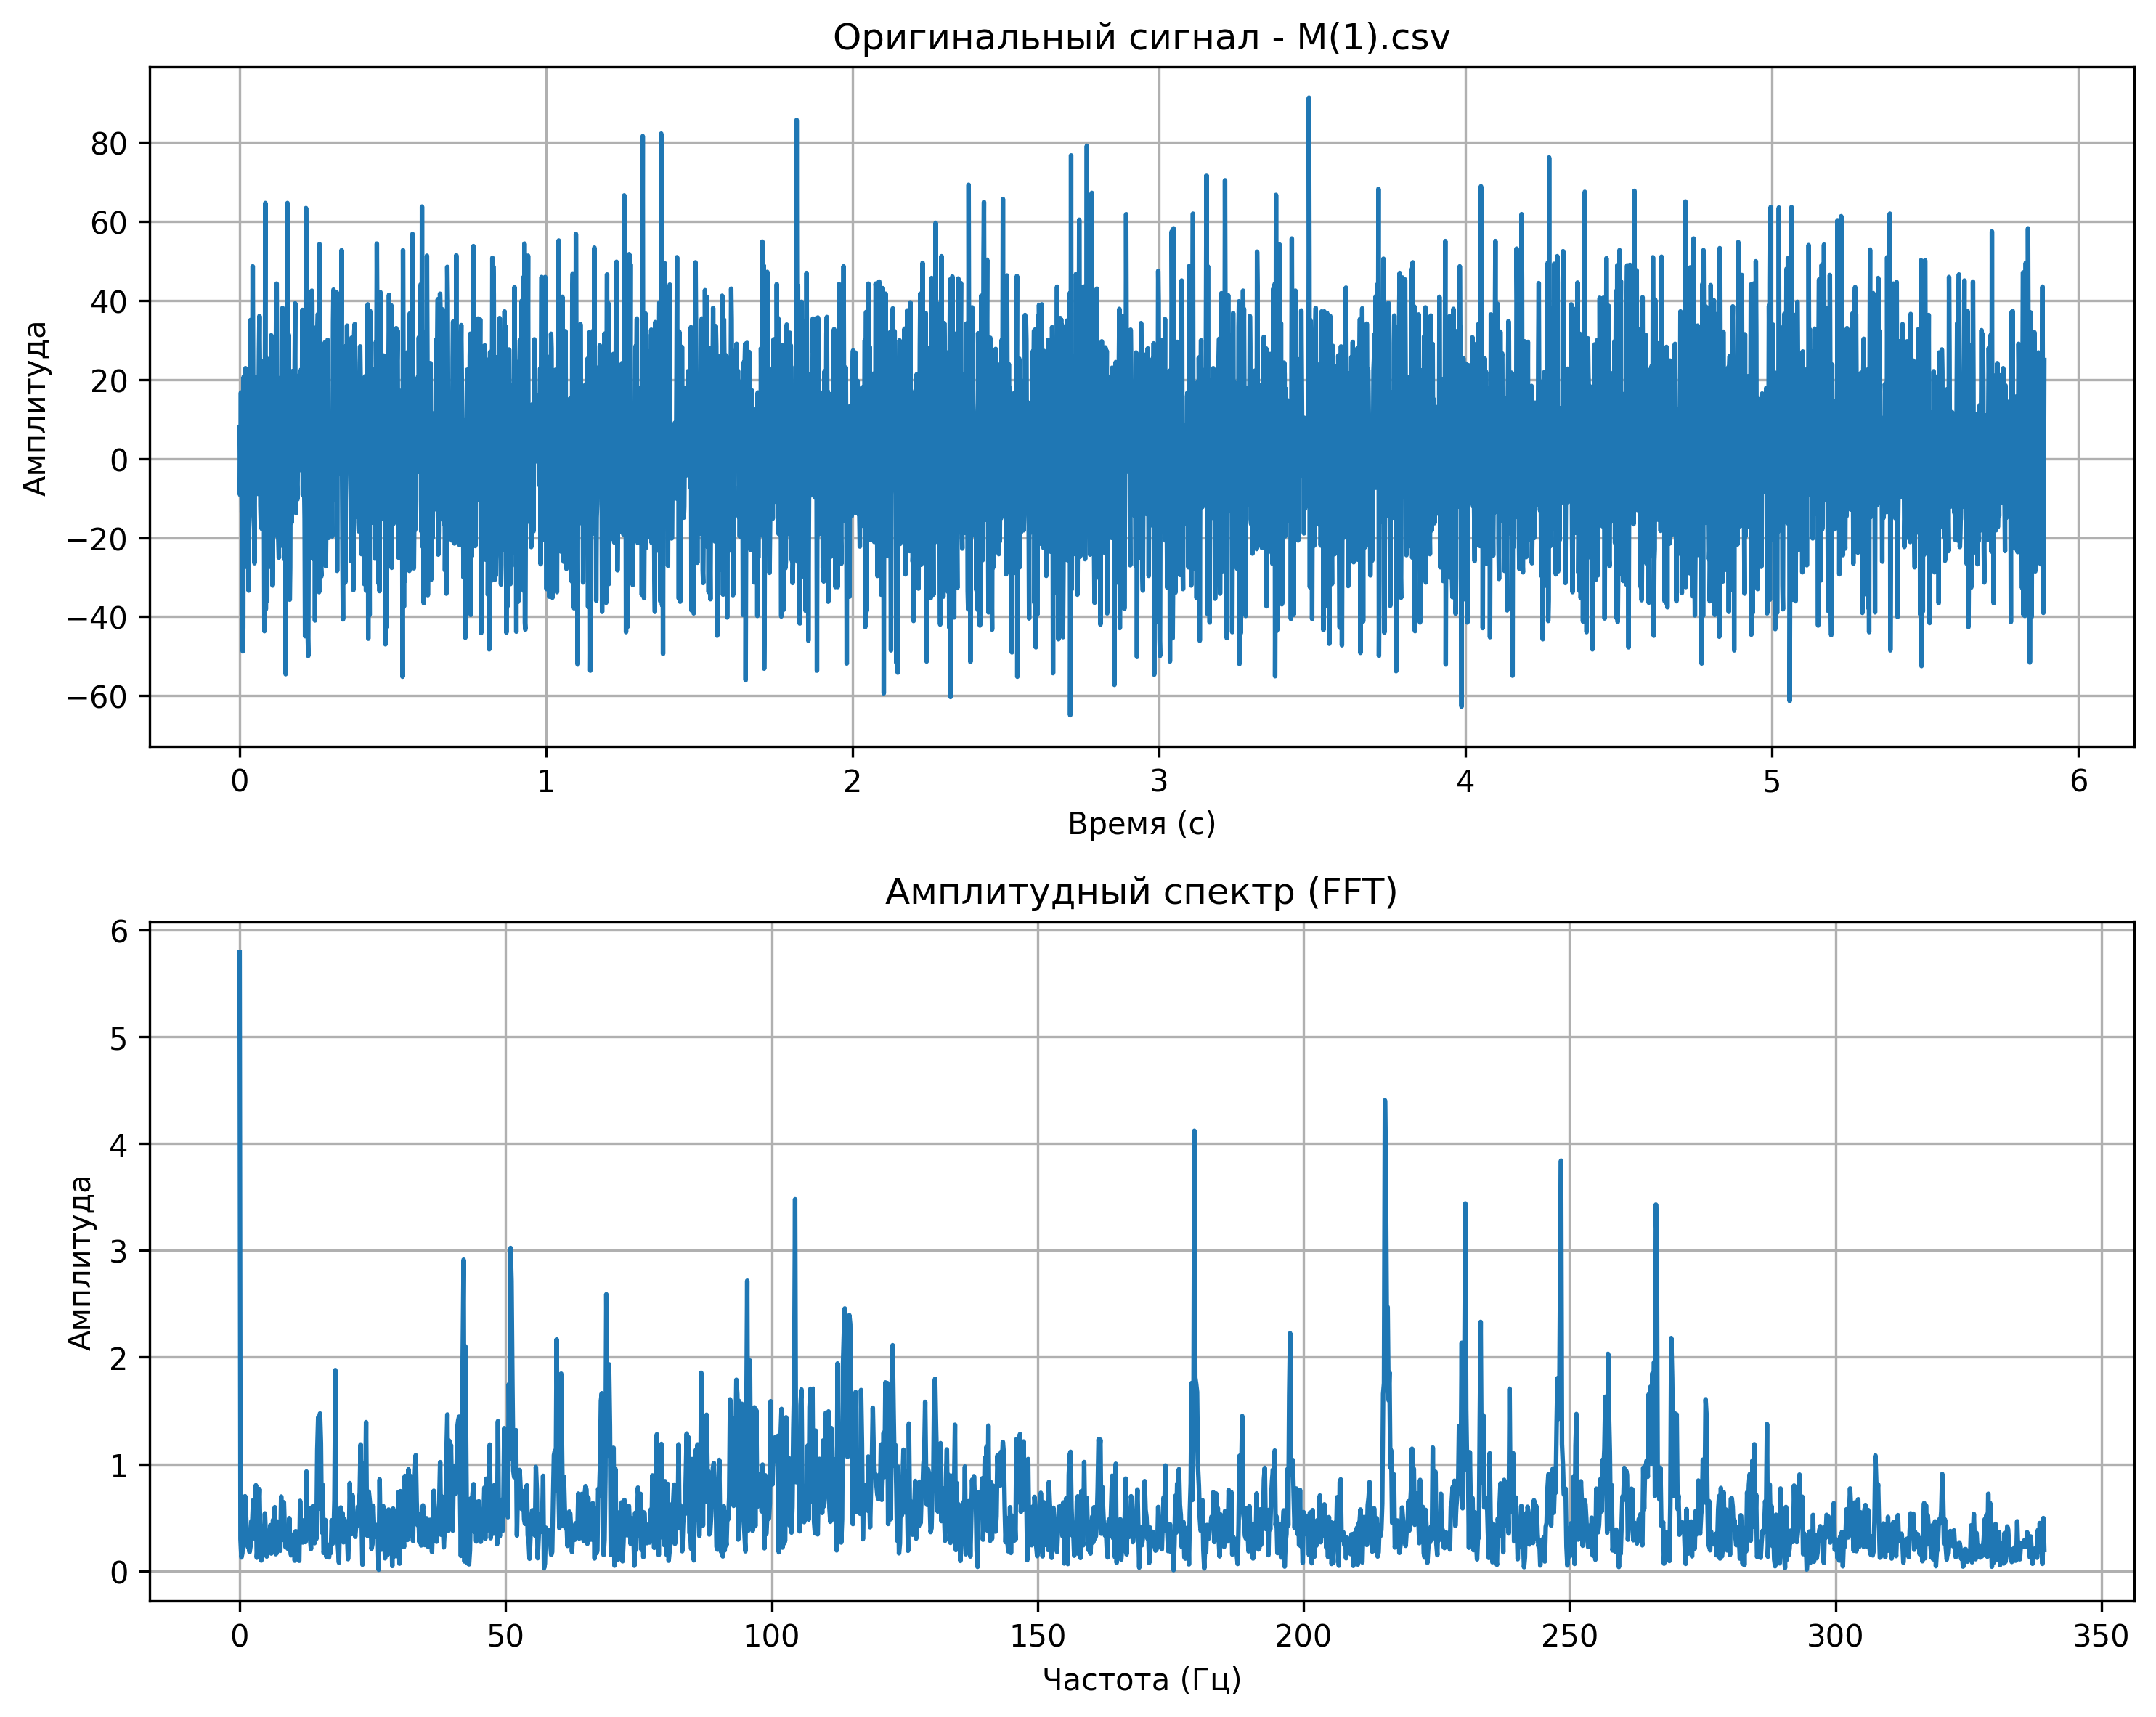 Оригинальный сигнал - M(1).csv
80
60
40
20
0
−20
−40
−60
Амплитуда
0 1 2 3 4 5 6
Время (с)
Амплитудный спектр (FFT)
6
5
4
3
2
1
0
Амплитуда
0 50 100 150 200 250 300 350
Частота (Гц)